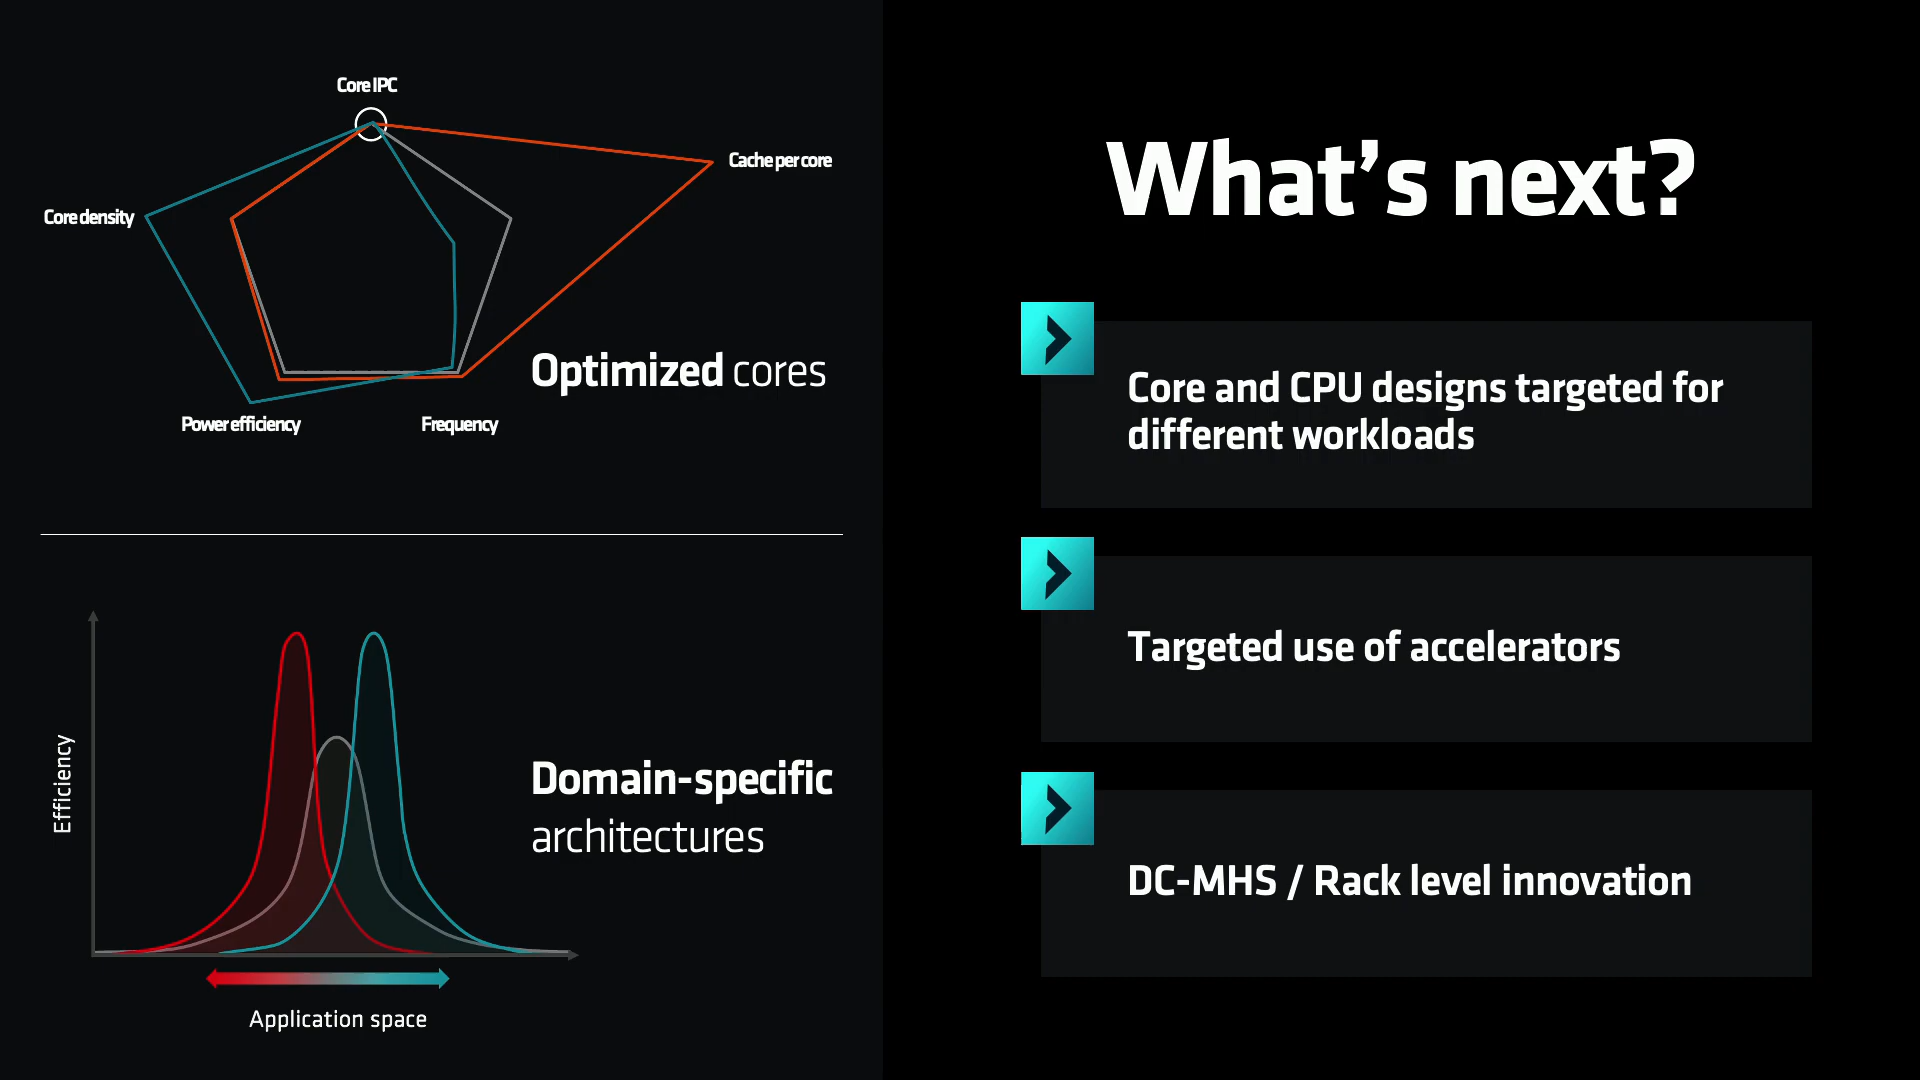 Core IPC
Cache per core
Core density
Optimized cores
Power efficiency
Frequency
Efficiency
Domain-specific
architectures
Application space
What's next?
Core and CPU designs targeted for
different workloads
Targeted use of accelerators
DC-MHS / Rack level innovation